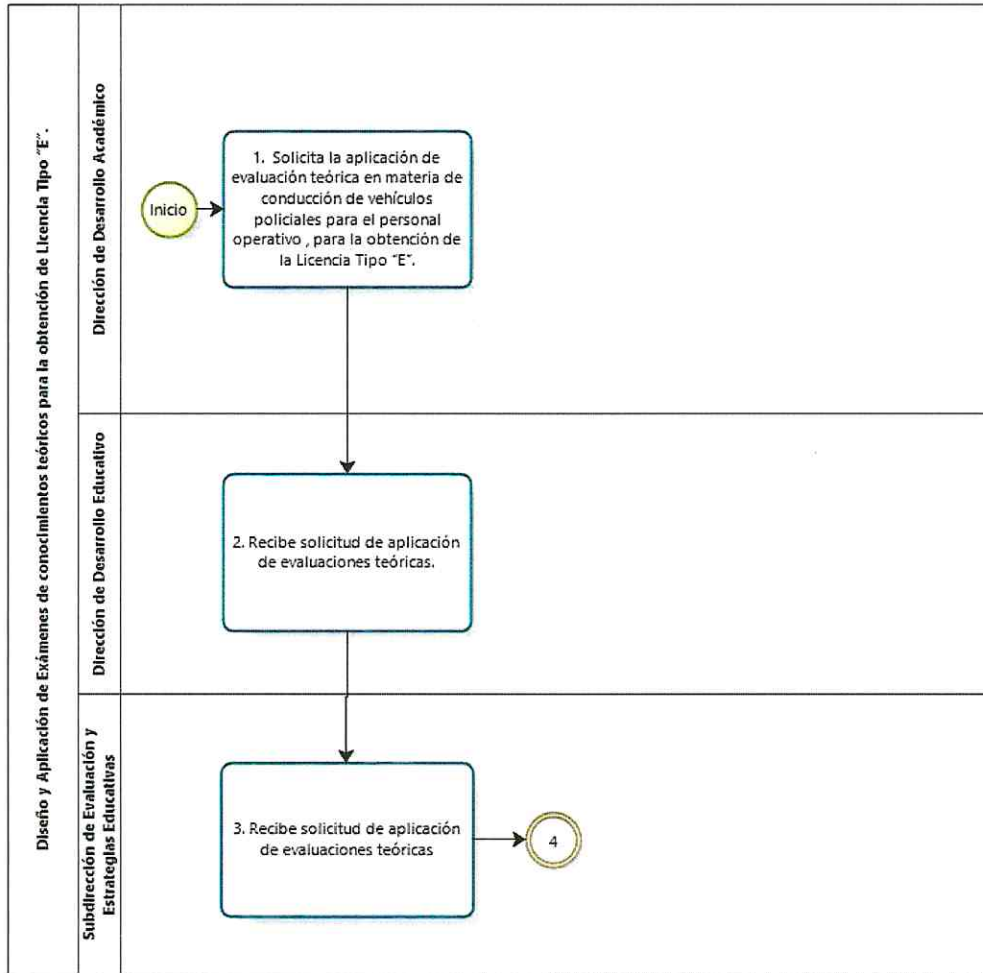 Diseño y Aplicación de Exámenes de conocimientos teóricos para la obtención de Licencia Tipo "E".
Dirección de Desarrollo Académico
Inicio
1. Solicita la aplicación de
evaluación teórica en materia de
conducción de vehículos
policiales para el personal
operativo , para la obtención de
la Licencia Tipo "E".
Dirección de Desarrollo Educativo
2. Recibe solicitud de aplicación
de evaluaciones teóricas.
Subdirección de Evaluación y
Estrategias Educativas
3. Recibe solicitud de aplicación
de evaluaciones teóricas
4